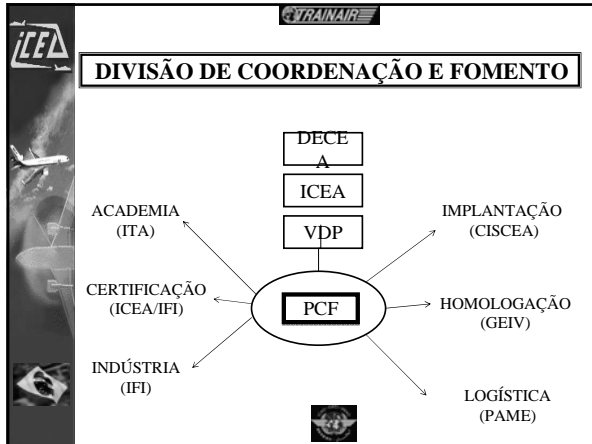 TRAINAIR
iCEA
DIVISÃO DE COORDENAÇÃO E FOMENTO
DECE
A
ICEA
VDP
ACADEMIA
(ITA)
IMPLANTAÇÃO
(CISCEA)
CERTIFICAÇÃO
(ICEA/IFI)
PCF
HOMOLOGAÇÃO
(GEIV)
INDÚSTRIA
(IFI)
LOGÍSTICA
(PAME)